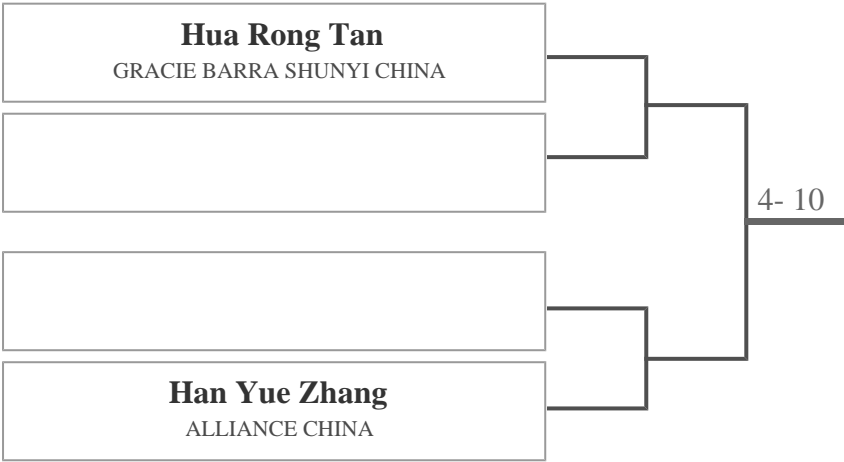 Hua Rong Tan
GRACIE BARRA SHUNYI CHINA
4- 10
Han Yue Zhang
ALLIANCE CHINA